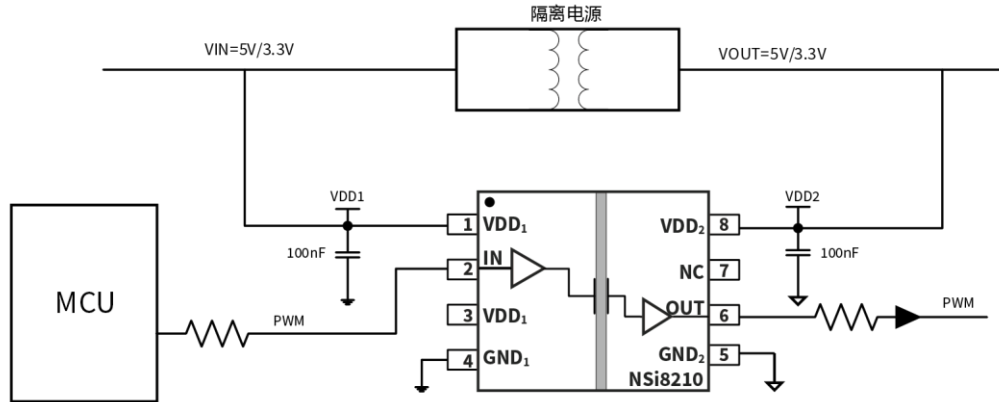 隔离电源
VIN=5V/3.3V
VOUT=5V/3.3V
VDD1
VDD2
1 VDD₁
VDD₂ 8
100nF
100nF
2 IN
NC 7
MCU
3 VDD₁
OUT 6
PWM
PWM
4 GND₁
GND₂ 5
NSi8210